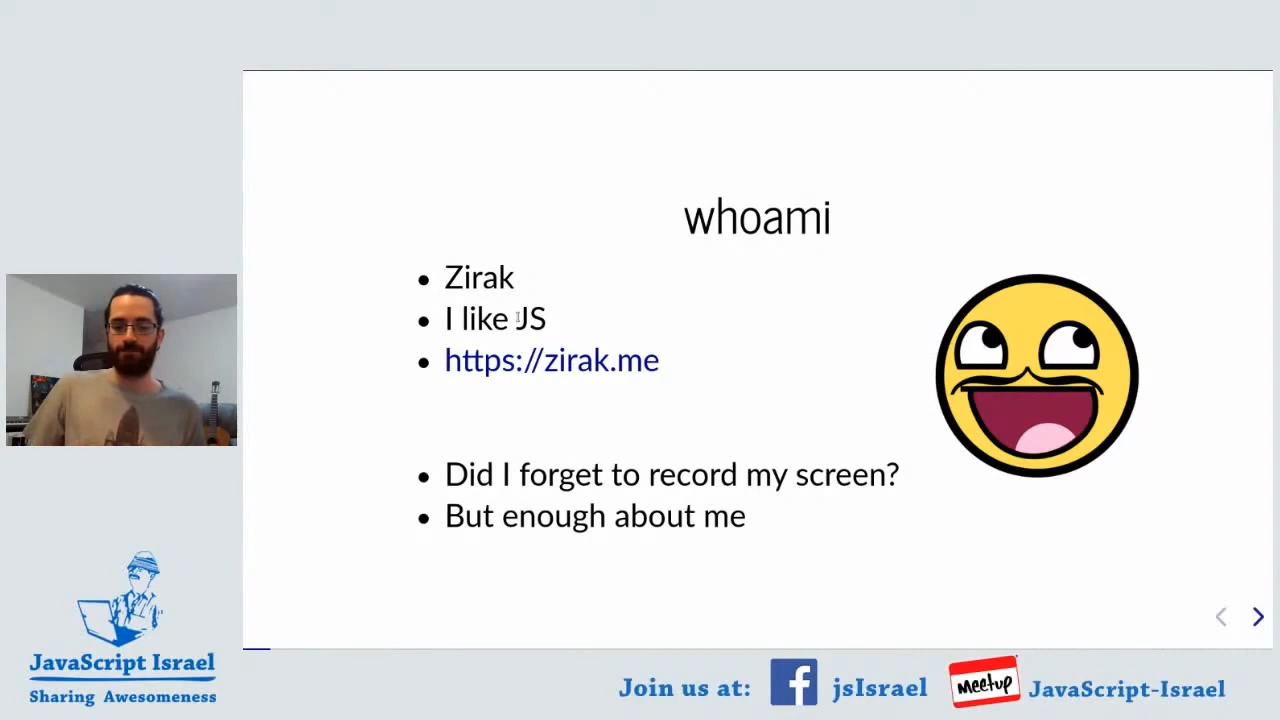 whoami
Zirak
I like JS
https://zirak.me
Did I forget to record my screen?
But enough about me
JavaScript Israel
Sharing Awesomeness
Join us at:
f
jsIsrael
Meetup
JavaScript-Israel